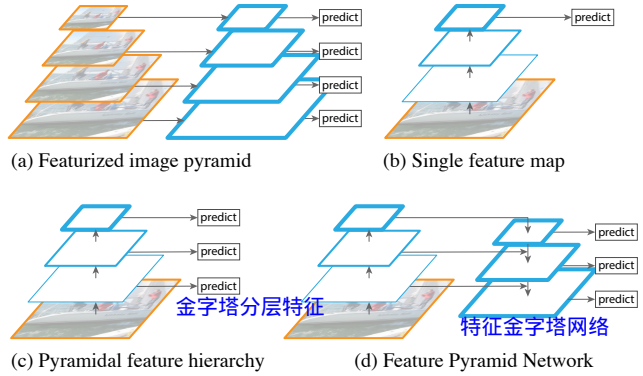 predict
predict
predict
predict
(a) Featurized image pyramid
predict
(b) Single feature map
predict
predict
predict
金字塔分层特征
(c) Pyramidal feature hierarchy
predict
predict
predict
特征金字塔网络
(d) Feature Pyramid Network